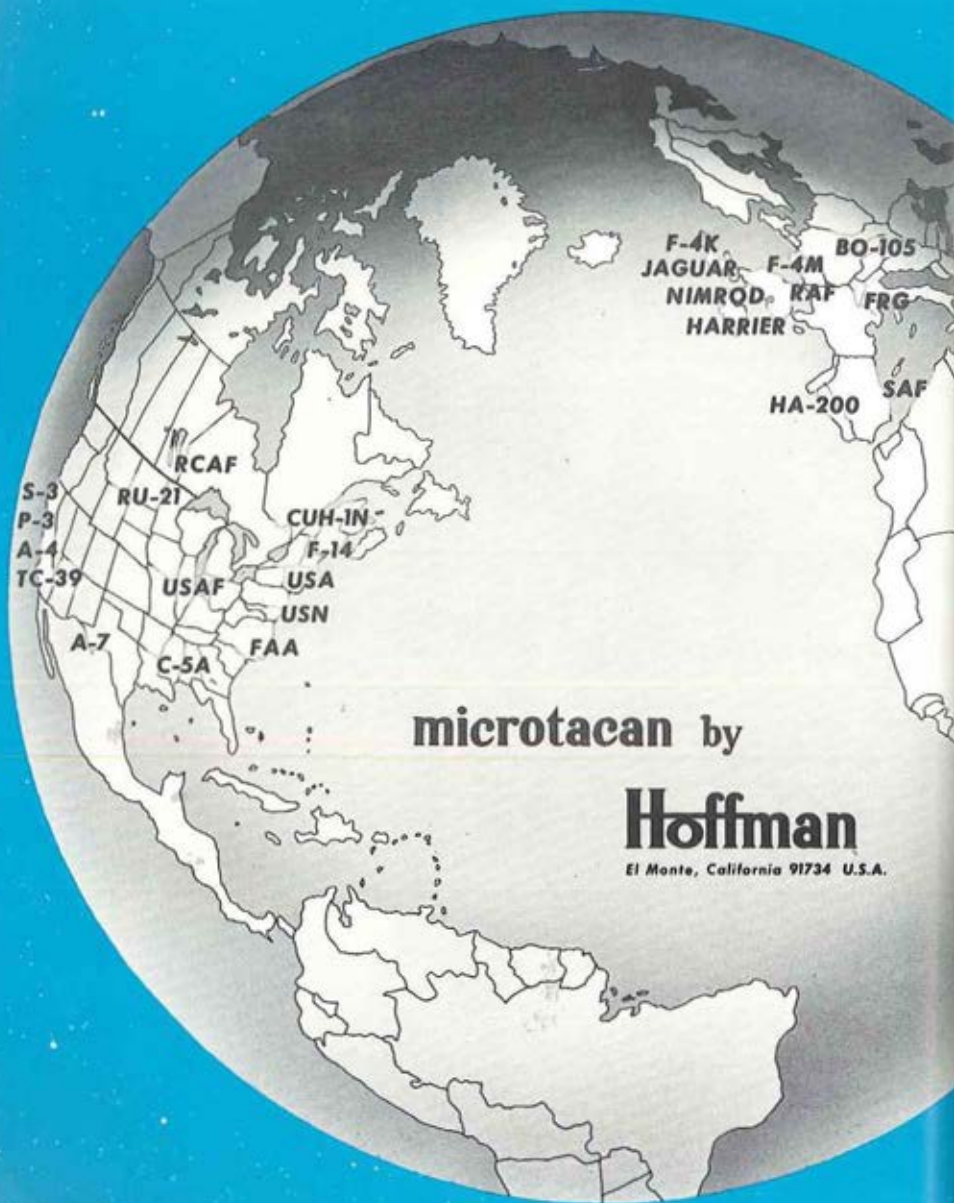 F-4K
JAGUAR
F-4M
BO-105
NIMROD
RAF
FRG
HARRIER
HA-200
SAF
RCAF
S-3
RU-21
P-3
CUH-1N
A-4
F-14
TC-39
USAF
USA
USN
A-7
FAA
C-5A
microtacan by
Hoffman
El Monte, California 91734 U.S.A.